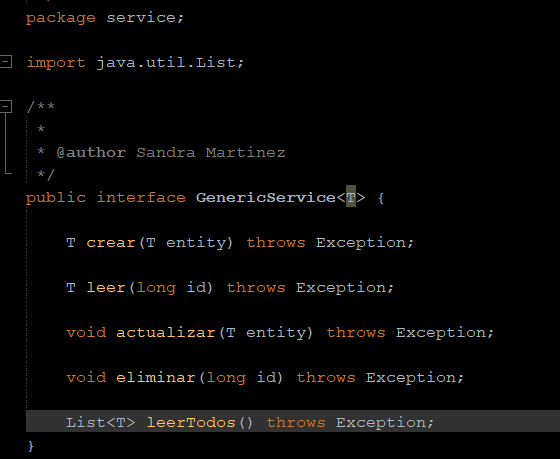 package service;
import java.util.List;
/**
 *
 * @author Sandra Martinez
 */
public interface GenericService<T> {
T crear(T entity) throws Exception;
T leer(long id) throws Exception;
void actualizar(T entity) throws Exception;
void eliminar(long id) throws Exception;
List<T> leerTodos() throws Exception;
}